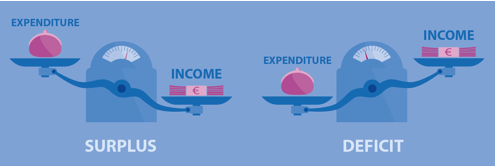 EXPENDITURE
INCOME
€
SURPLUS
EXPENDITURE
INCOME
€
DEFICIT